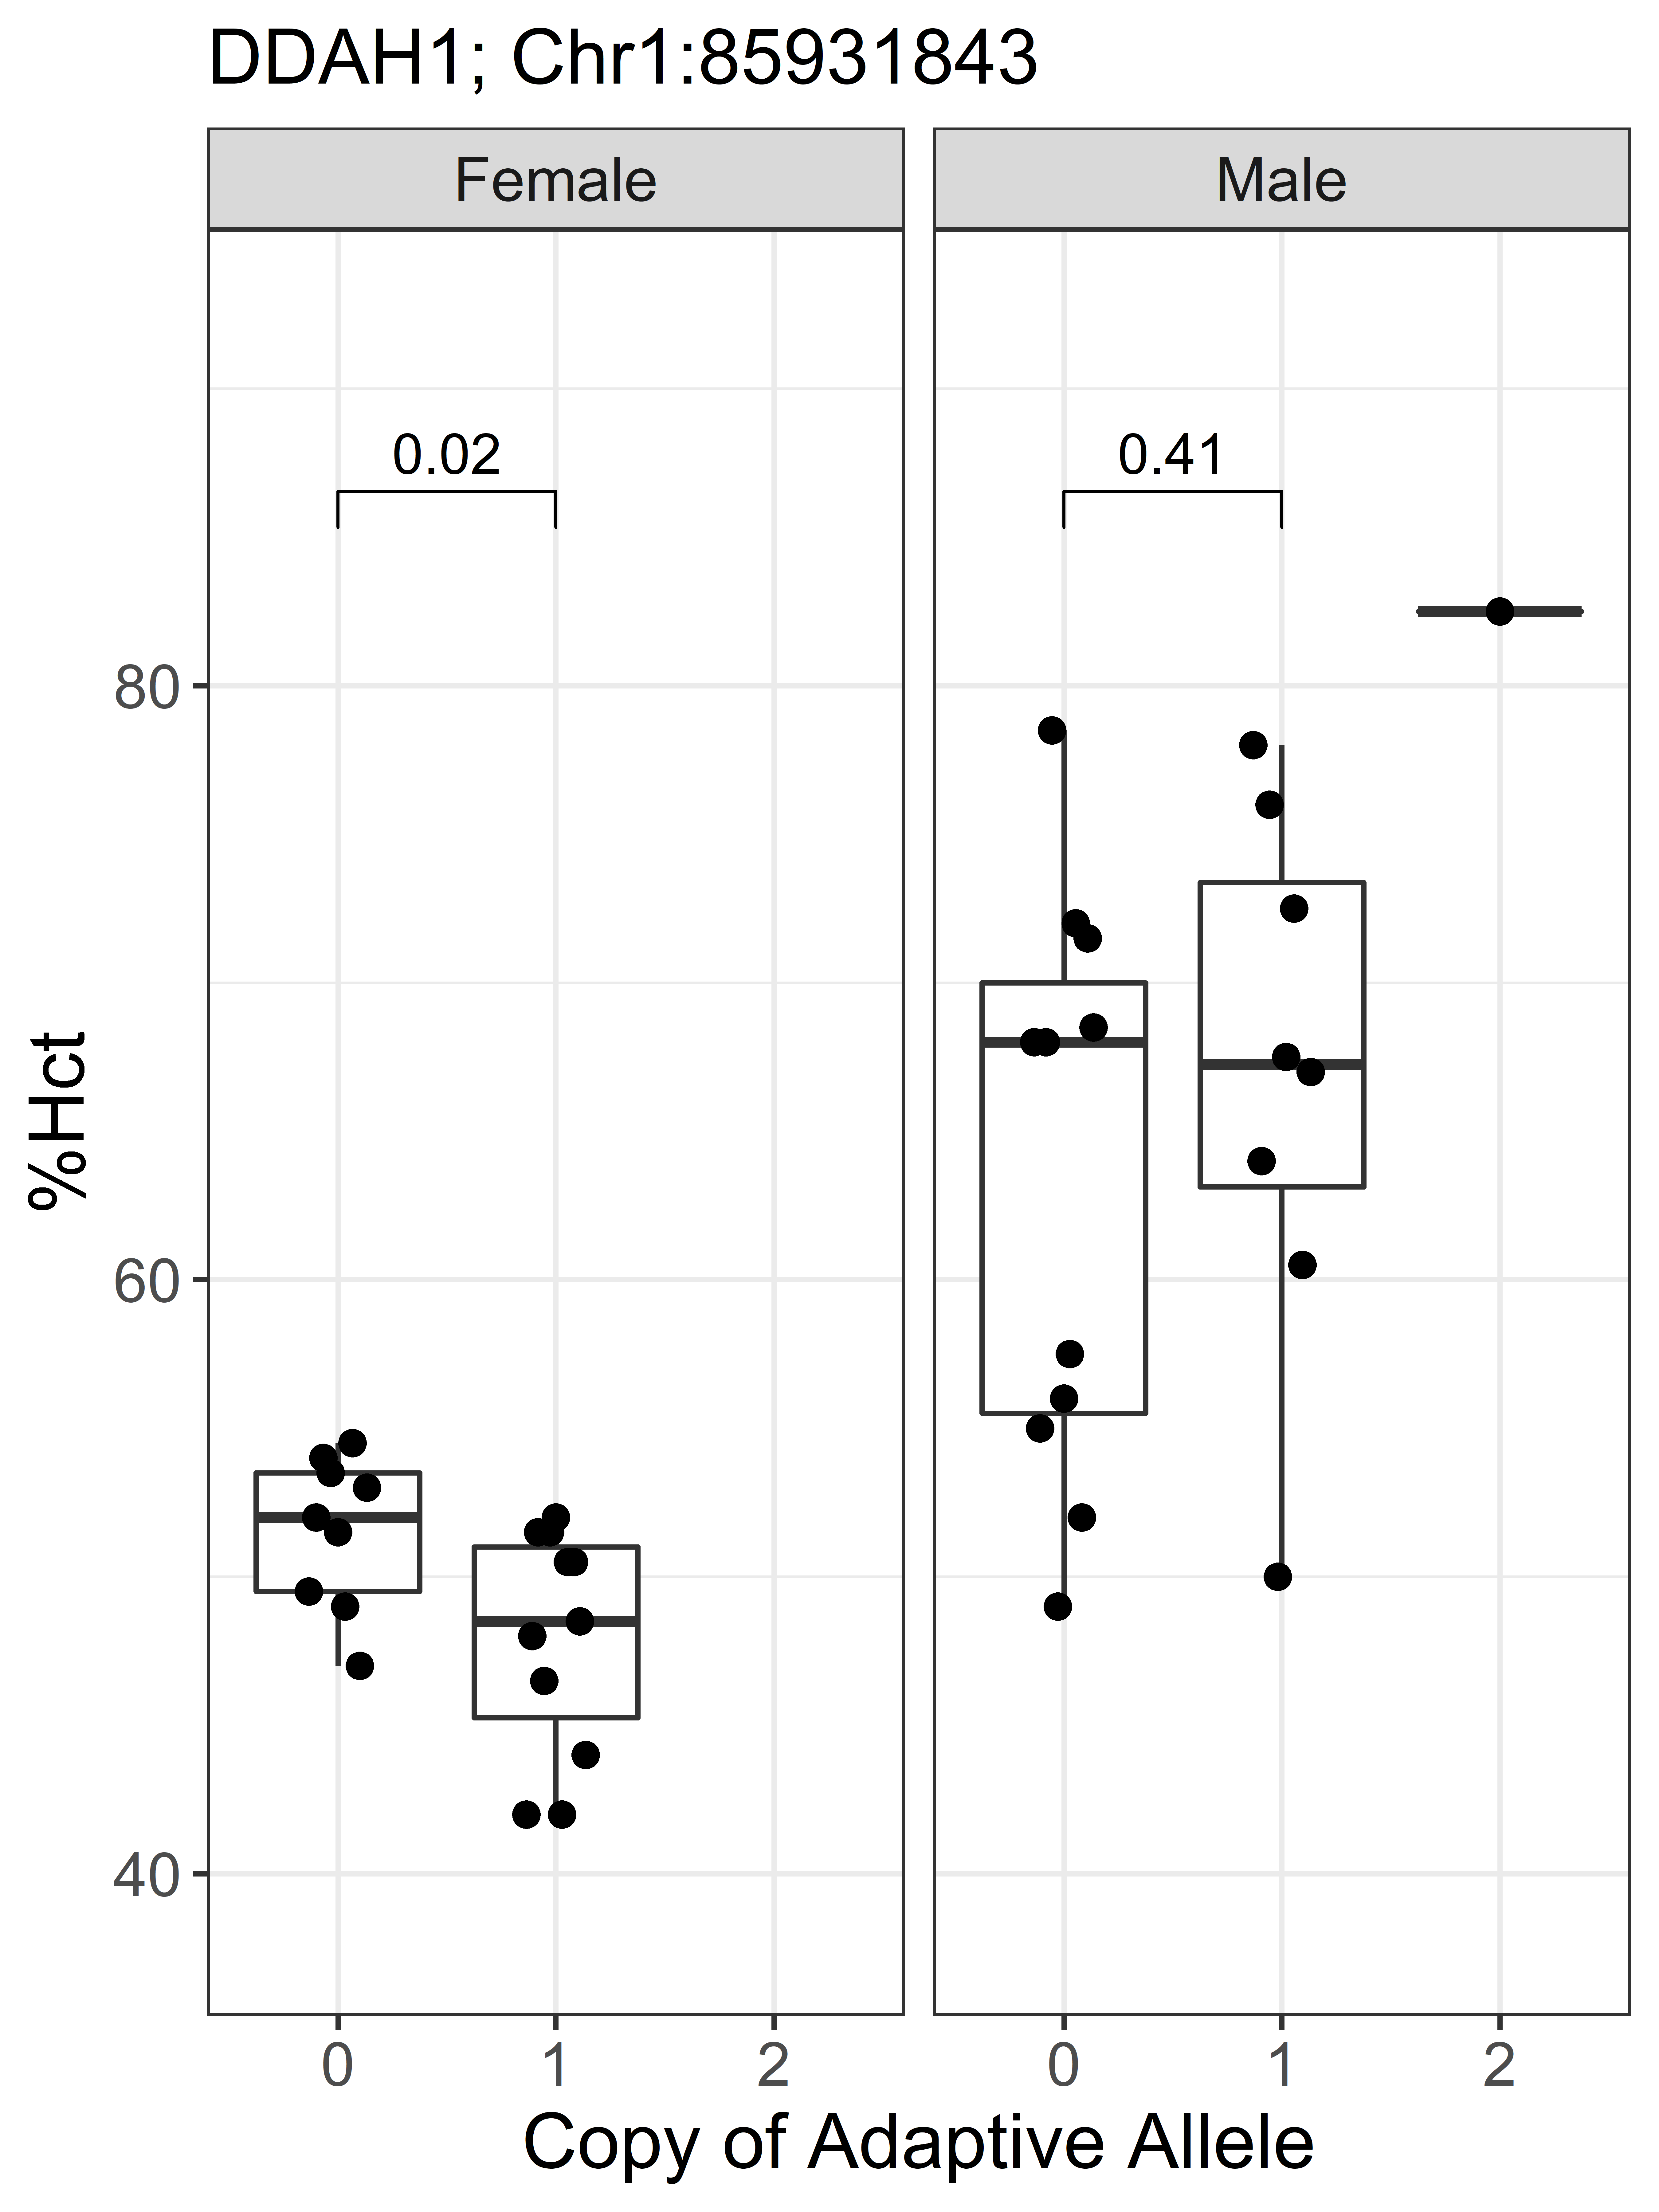 DDAH1; Chr1:85931843
Female
Male
0.02
0.41
80
60
40
%Hct
0 1 2
0 1 2
Copy of Adaptive Allele